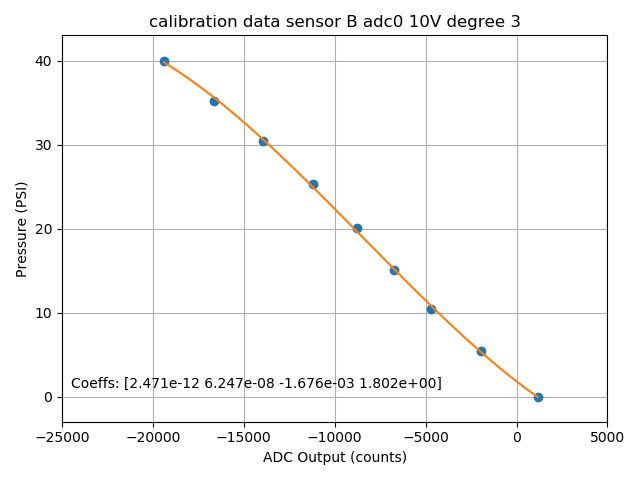 calibration data sensor B adc0 10V degree 3
40
30
20
10
0
Pressure (PSI)
Coeffs: [2.471e-12 6.247e-08 -1.676e-03 1.802e+00]
−25000 −20000 −15000 −10000 −5000 0 5000
ADC Output (counts)